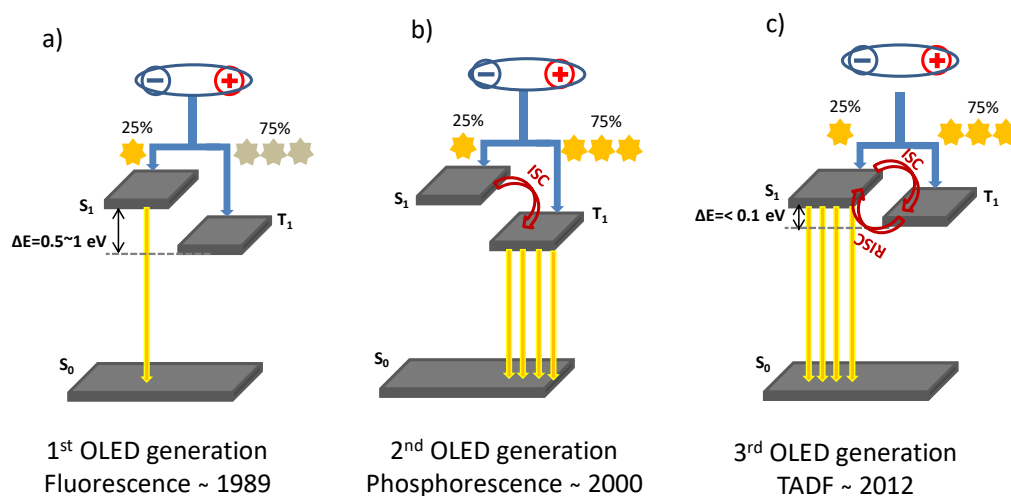 a)
25%
75%
S₁
T₁
ΔE=0.5~1 eV
S₀
1ˢᵗ OLED generation
Fluorescence ~ 1989
b)
25%
75%
ISC
S₁
T₁
S₀
2ⁿᵈ OLED generation
Phosphorescence ~ 2000
c)
25%
75%
ISC
S₁
T₁
ΔE=< 0.1 eV
RISC
S₀
3ʳᵈ OLED generation
TADF ~ 2012